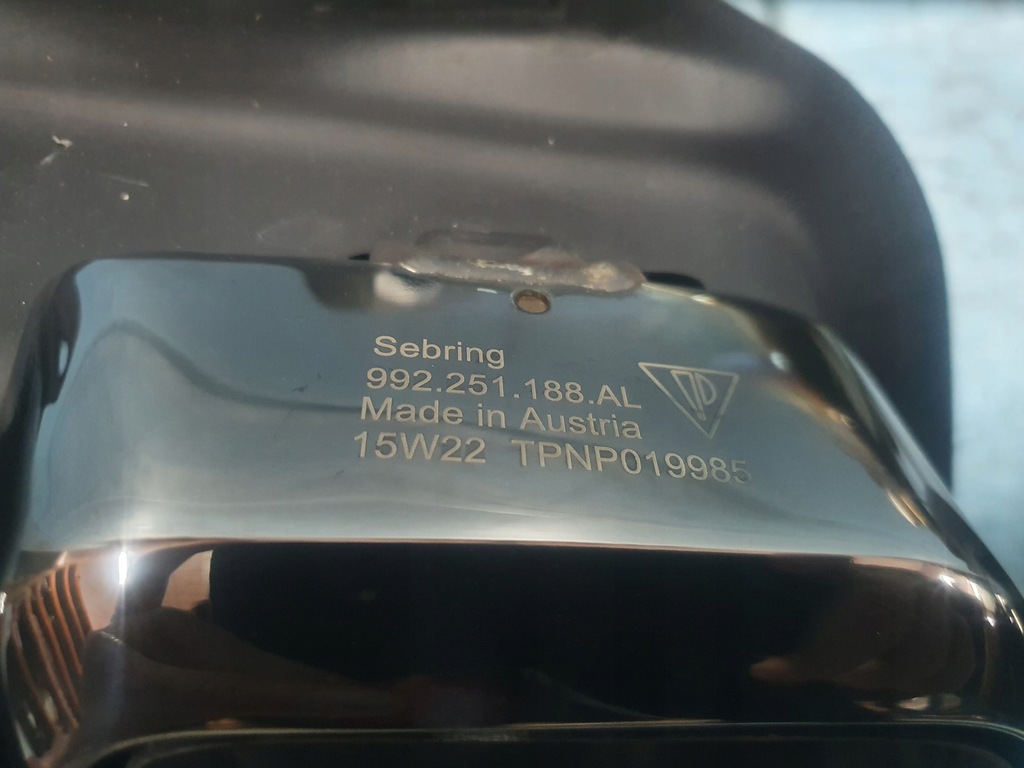 Sebring
992.251.188.AL
Made in Austria
15W22 TPNP019985